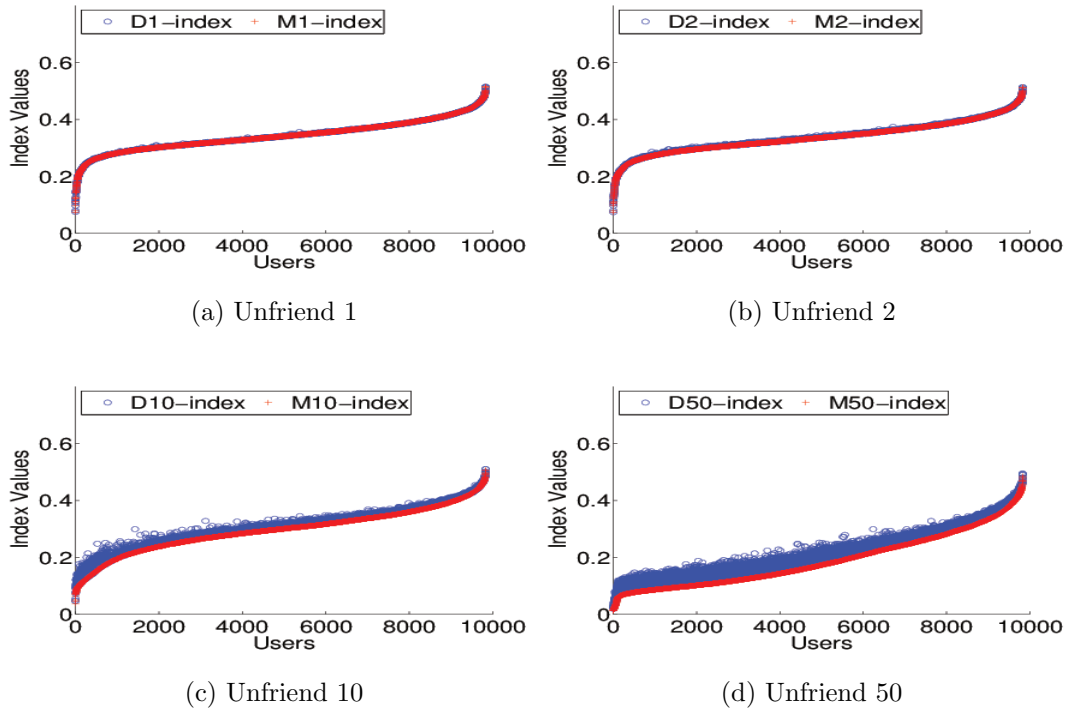 D1-index M1-index D2-index M2-index
0.6 0.6
Index Values Index Values
0.4 0.4
0.2 0.2
0 0
0 2000 4000 6000 8000 10000 0 2000 4000 6000 8000 10000
Users Users
(a) Unfriend 1 (b) Unfriend 2
D10-index M10-index D50-index M50-index
0.6 0.6
Index Values Index Values
0.4 0.4
0.2 0.2
0 0
0 2000 4000 6000 8000 10000 0 2000 4000 6000 8000 10000
Users Users
(c) Unfriend 10 (d) Unfriend 50